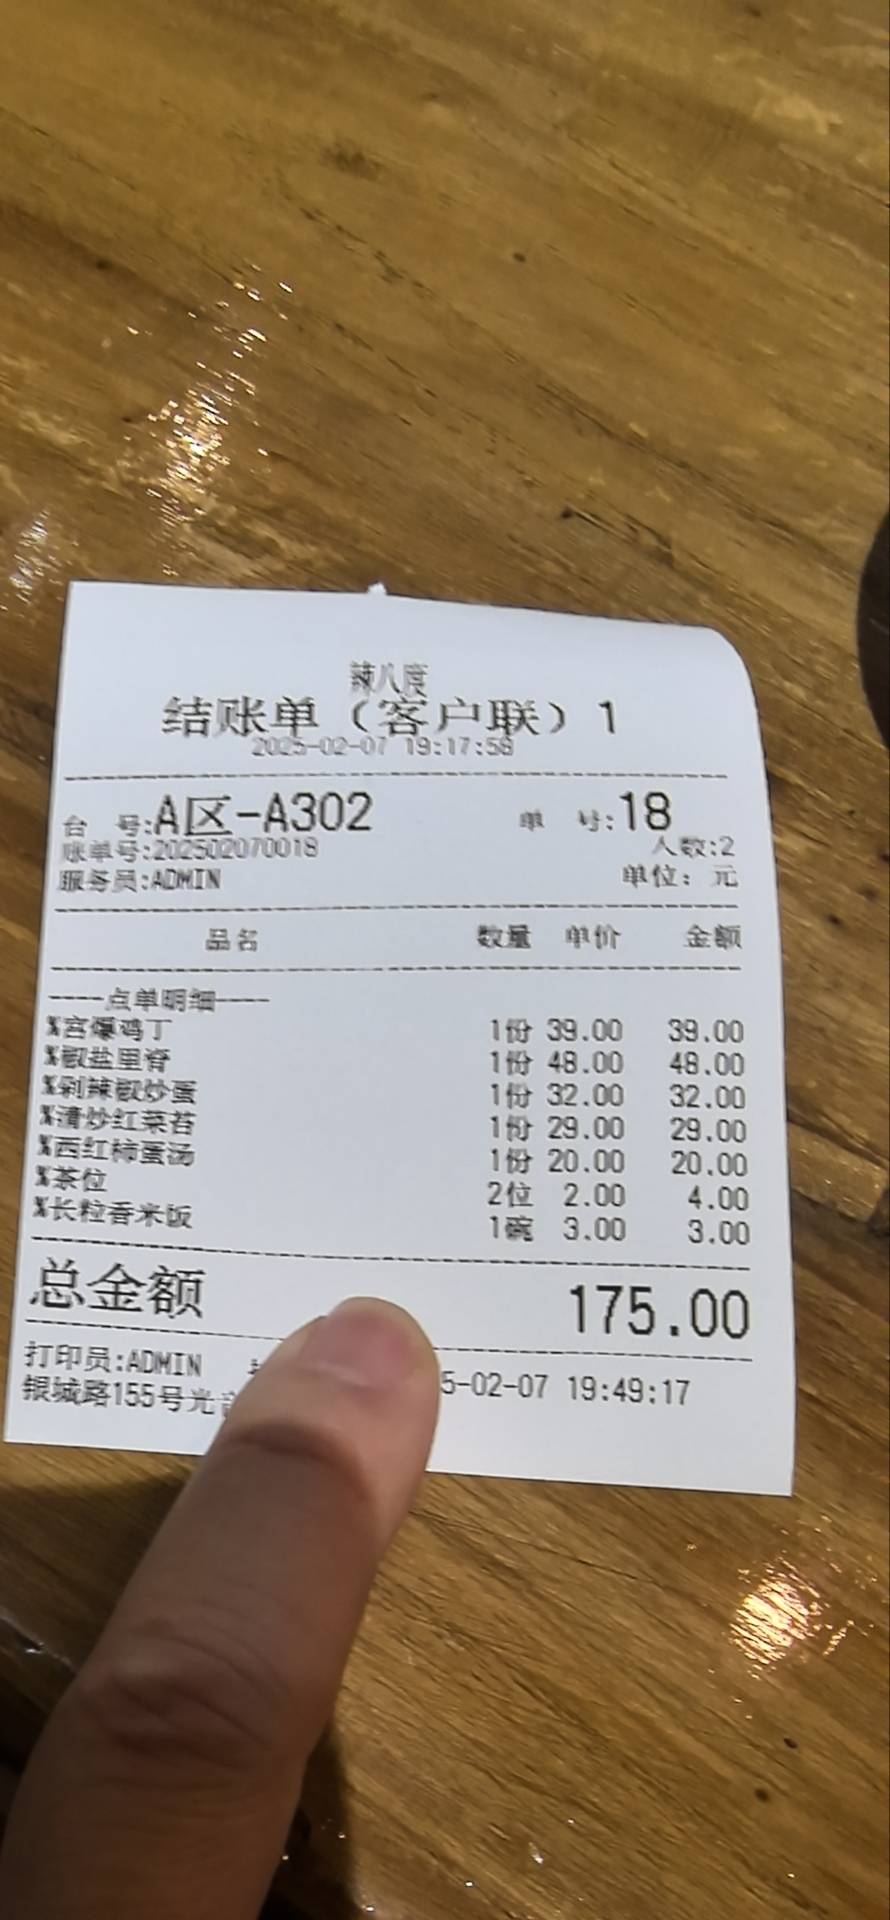 辣八度
结账单（客户联）1
2025-02-07 19:17:58
台 号:A区-A302 单 号:18
账单号:202502070018 人数:2
服务员:ADMIN 单位：元
品名 数量 单价 金额
----点单明细----
%宫爆鸡丁 1份 39.00 39.00
%椒盐里脊 1份 48.00 48.00
%剁辣椒炒蛋 1份 32.00 32.00
%清炒红菜苔 1份 29.00 29.00
%西红柿蛋汤 1份 20.00 20.00
%茶位 2位 2.00 4.00
%长粒香米饭 1碗 3.00 3.00
总金额 175.00
打印员:ADMIN 5-02-07 19:49:17
银城路155号光